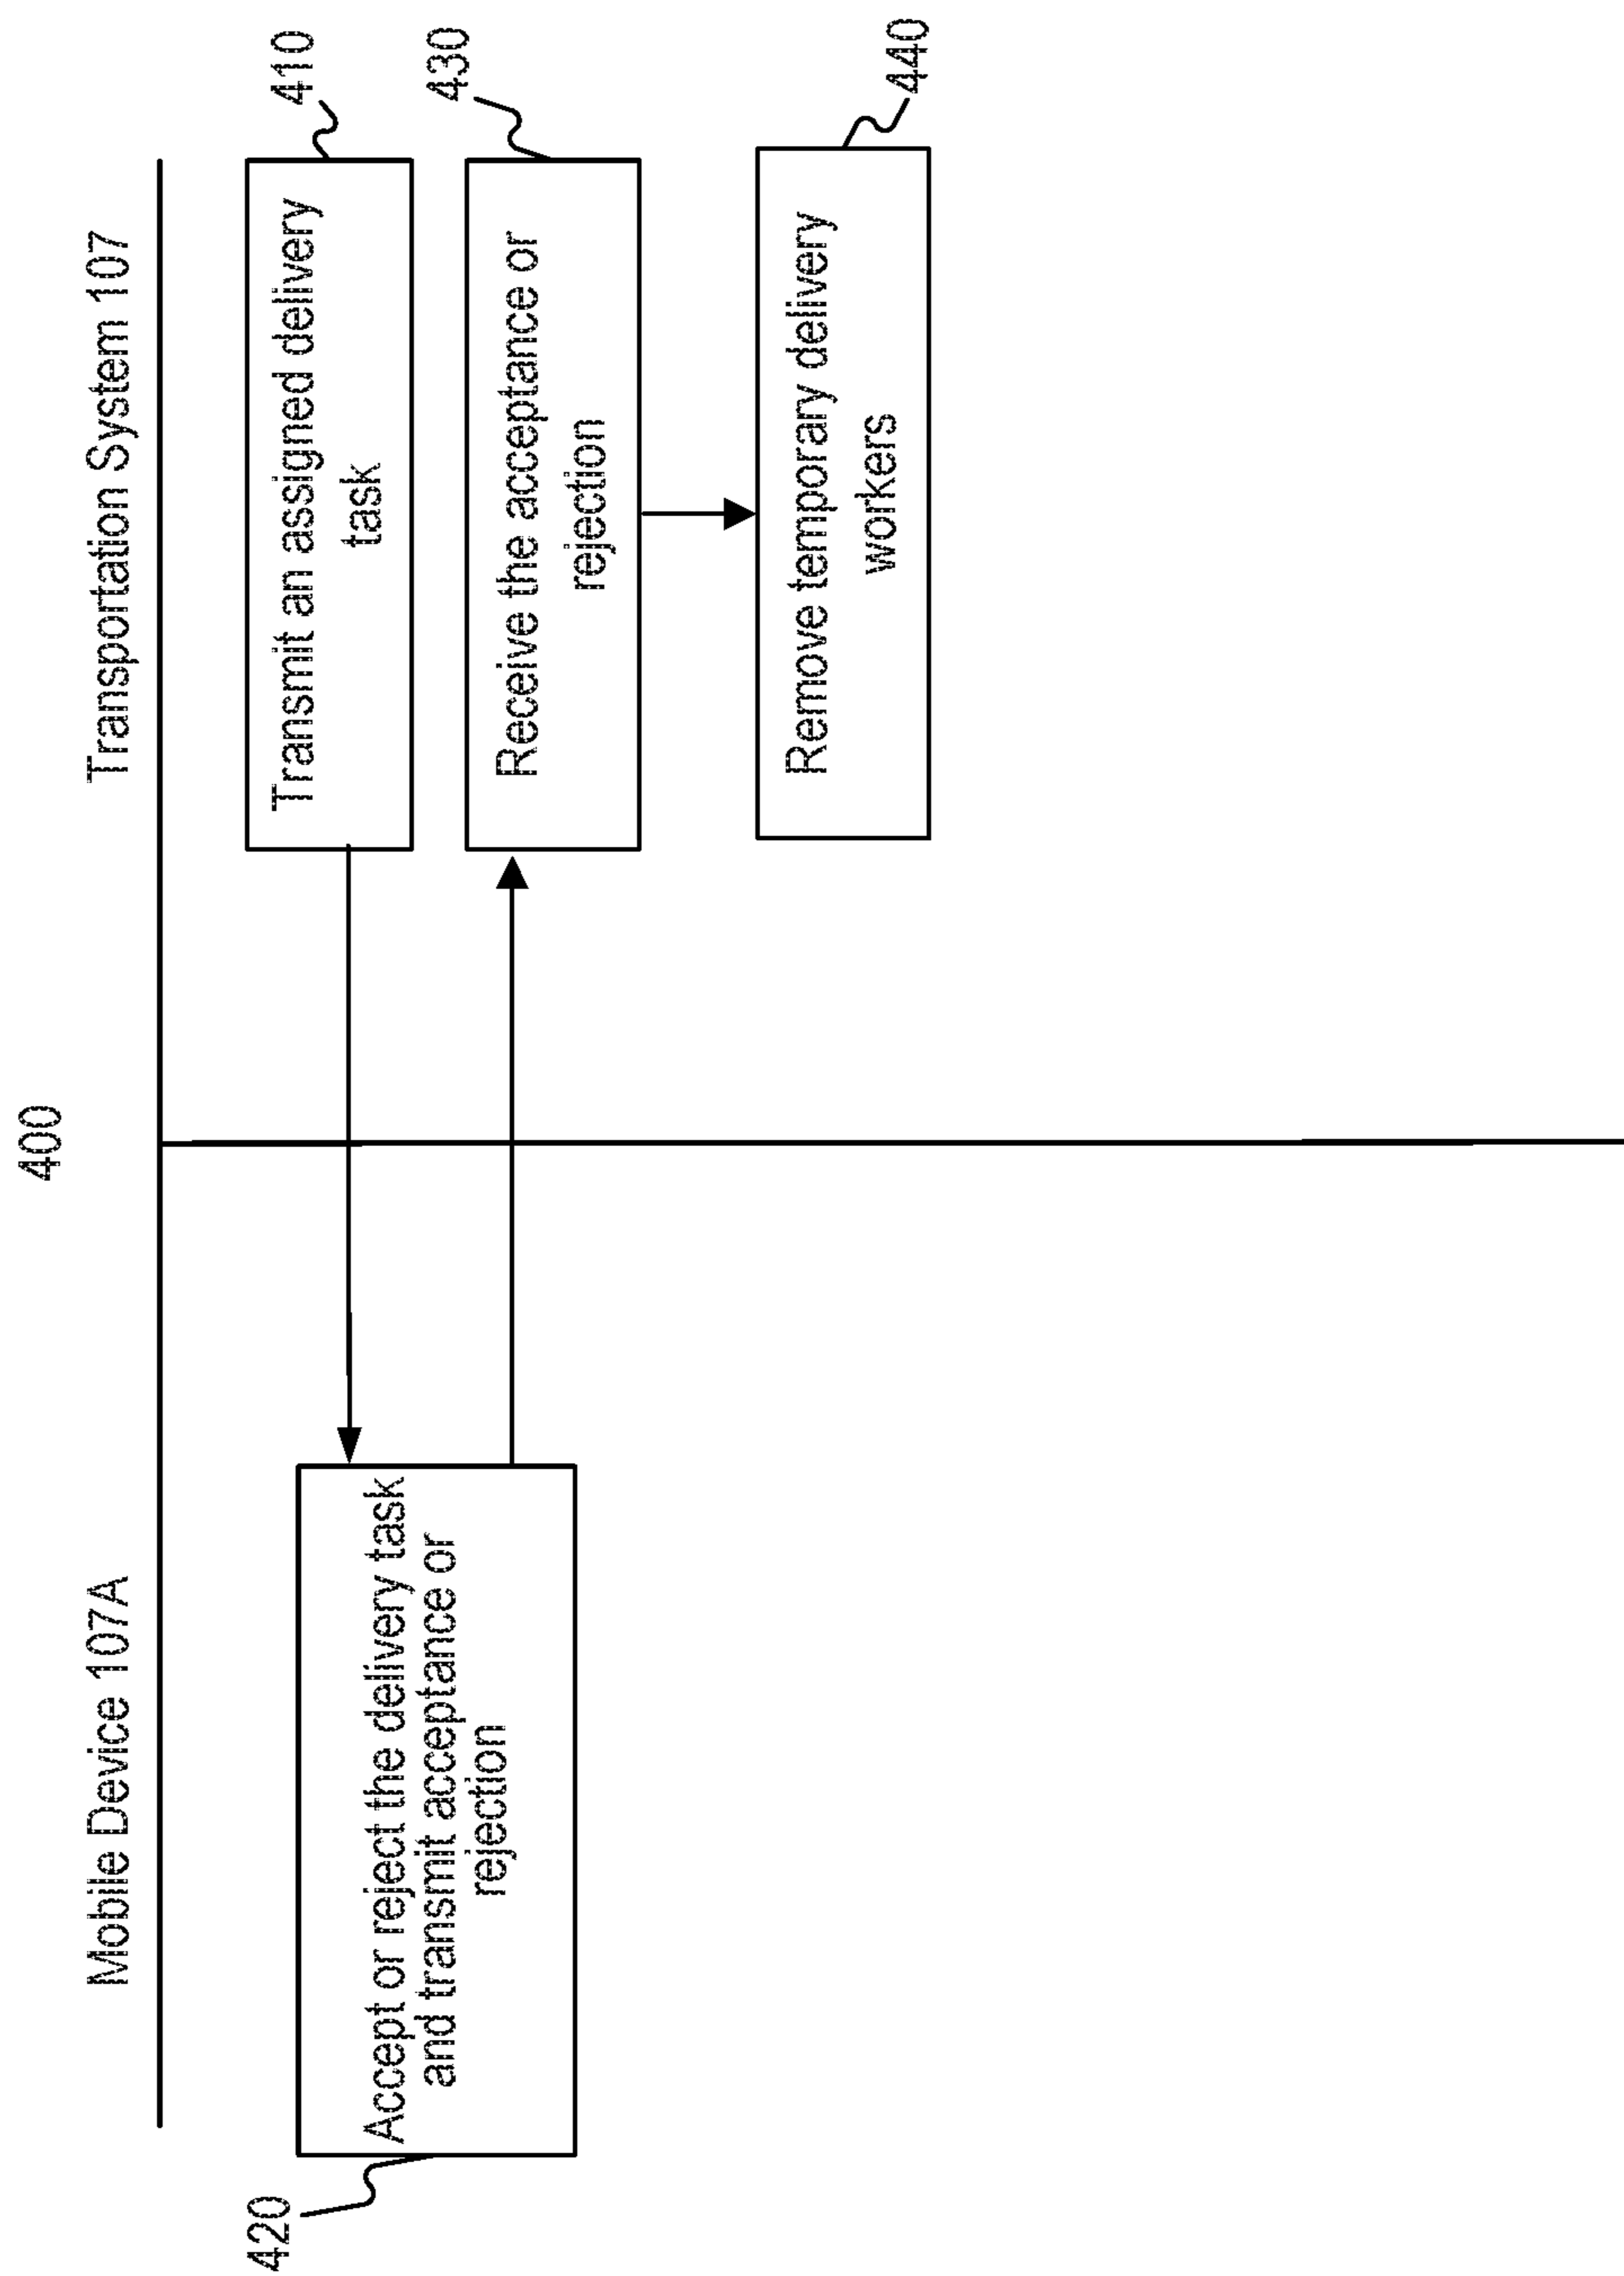 400
Mobile Device 107A
Transportation System 107
Transmit an assigned delivery
task
410
420
Accept or reject the delivery task
and transmit acceptance or
rejection
Receive the acceptance or
rejection
430
Remove temporary delivery
workers
440